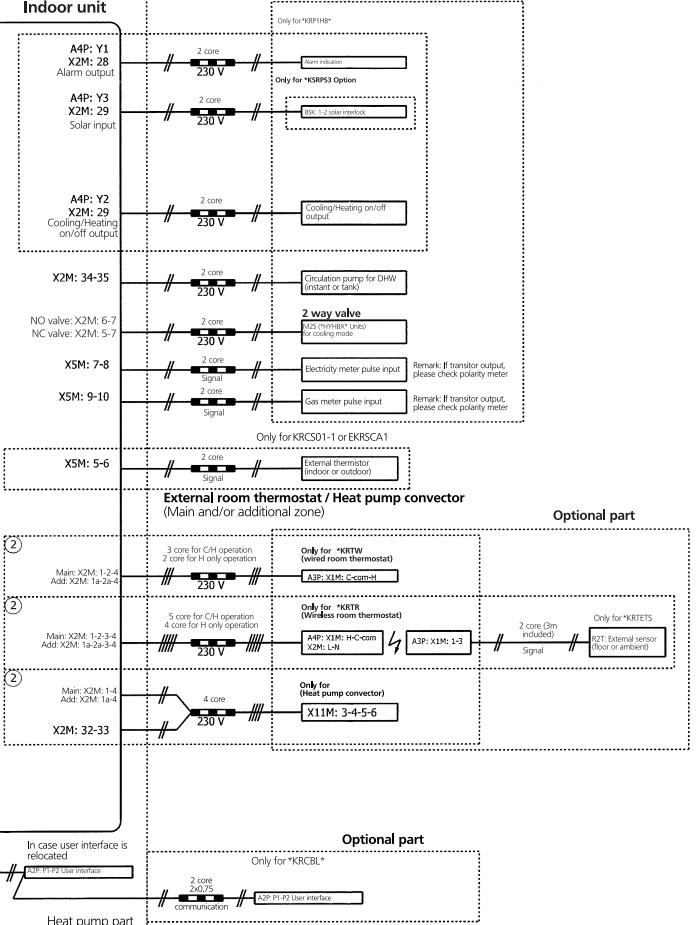 Indoor unit
Only for *KRP1HB*
A4P: Y1
X2M: 28
Alarm output
2 core
230 V
Alarm indication
Only for *KSRPS3 Option
A4P: Y3
X2M: 29
Solar input
2 core
230 V
BSK: 1-2 solar interlock
A4P: Y2
X2M: 29
Cooling/Heating
on/off output
2 core
230 V
Cooling/Heating on/off
output
X2M: 34-35
2 core
230 V
Circulation pump for DHW
(instant or tank)
2 way valve
NO valve: X2M: 6-7
NC valve: X2M: 5-7
2 core
230 V
M2S (*HYHBX* Units)
for cooling mode
X5M: 7-8
2 core
Signal
Electricity meter pulse input
Remark: If transitor output,
please check polarity meter
X5M: 9-10
2 core
Signal
Gas meter pulse input
Remark: If transitor output,
please check polarity meter
Only for KRCS01-1 or EKRSCA1
X5M: 5-6
2 core
Signal
External thermistor
(indoor or outdoor)
External room thermostat / Heat pump convector
(Main and/or additional zone)
Optional part
2
3 core for C/H operation
2 core for H only operation
Only for *KRTW
(wired room thermostat)
Main: X2M: 1-2-4
Add: X2M: 1a-2a-4
230 V
A3P: X1M: C-com-H
2
5 core for C/H operation
4 core for H only operation
Only for *KRTR
(Wireless room thermostat)
Main: X2M: 1-2-3-4
Add: X2M: 1a-2a-3-4
230 V
A4P: X1M: H-C-com
X2M: L-N
A3P: X1M: 1-3
2 core (3m
included)
Signal
Only for *KRTETS
R2T: External sensor
(floor or ambient)
2
Main: X2M: 1-4
Add: X2M: 1a-4
4 core
230 V
Only for
(Heat pump convector)
X11M: 3-4-5-6
X2M: 32-33
In case user interface is
relocated
A2P: P1-P2 User interface
Optional part
Only for *KRCBL*
2 core
2x0,75
communication
A2P: P1-P2 User interface
Heat pump part